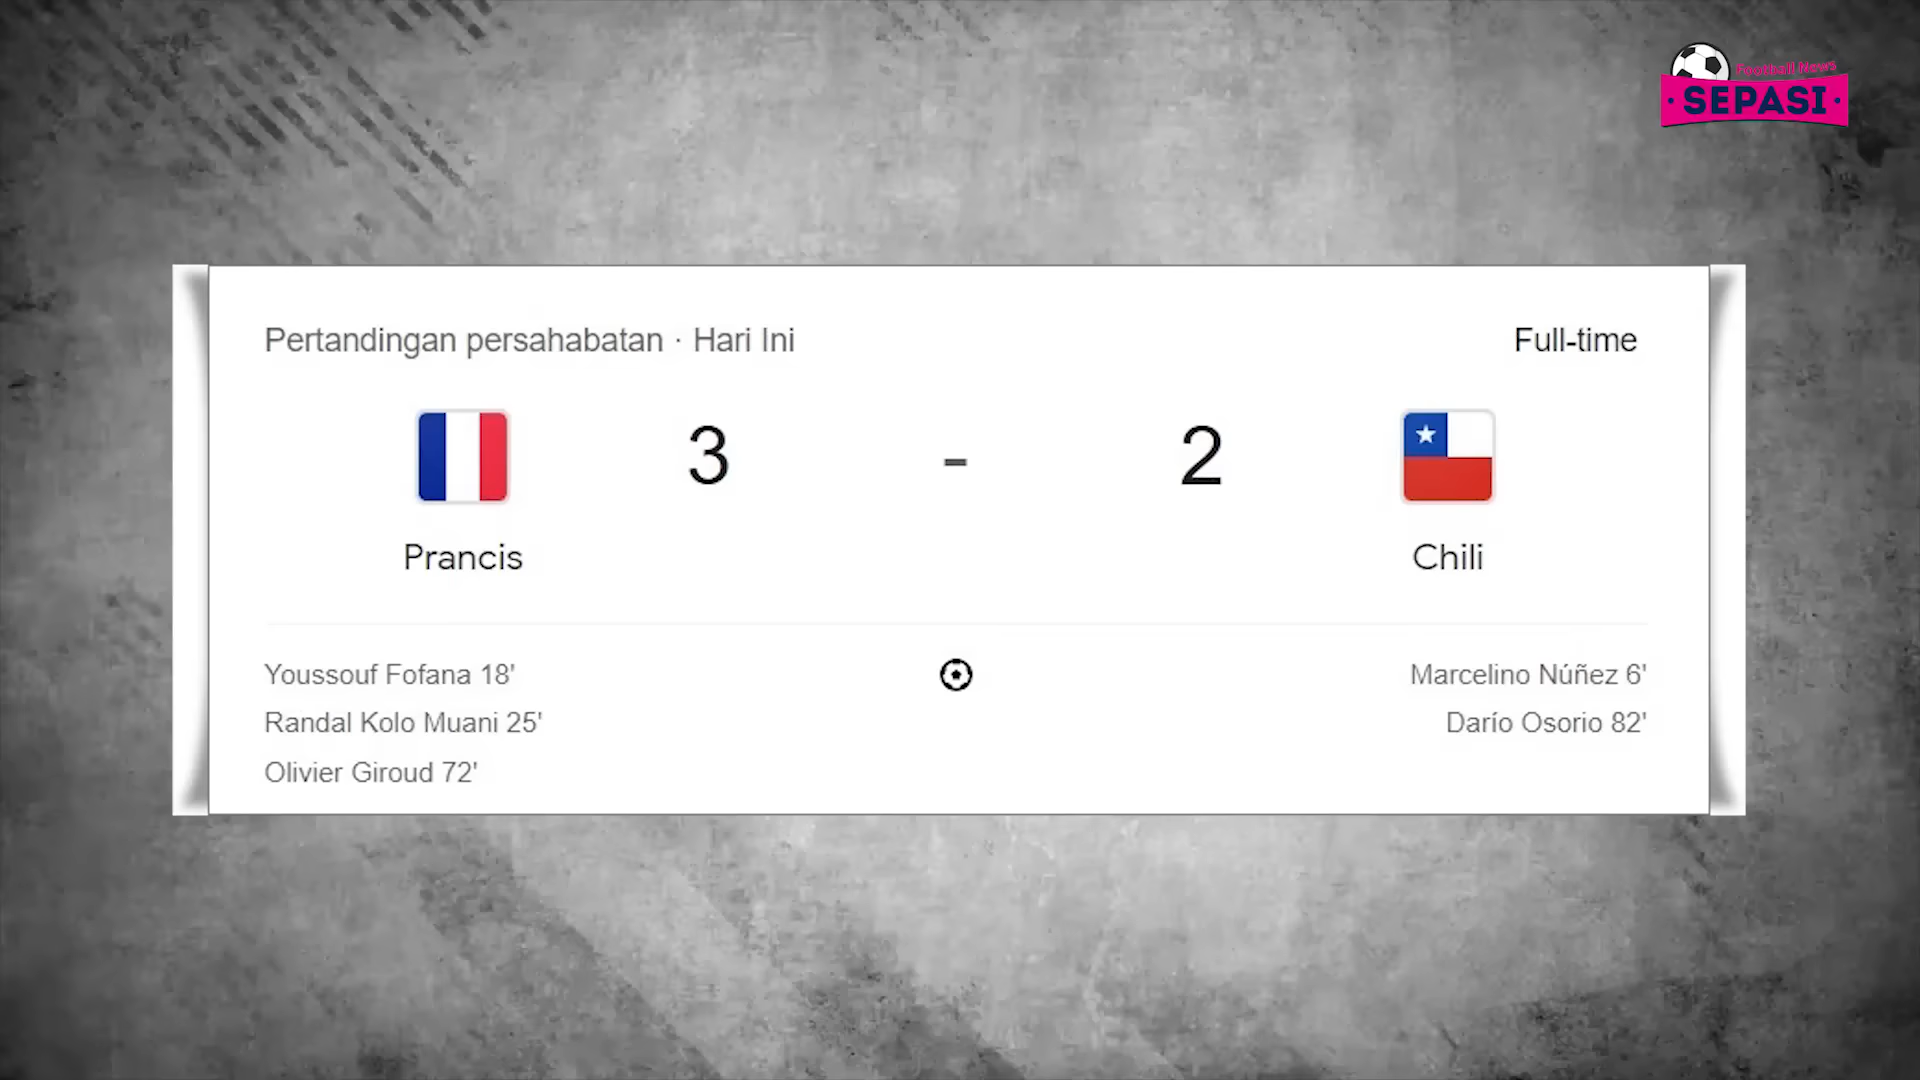 Football News
SEPASI
Pertandingan persahabatan · Hari Ini
Full-time
3 - 2
Prancis
Chili
Youssouf Fofana 18'
Marcelino Núñez 6'
Randal Kolo Muani 25'
Darío Osorio 82'
Olivier Giroud 72'